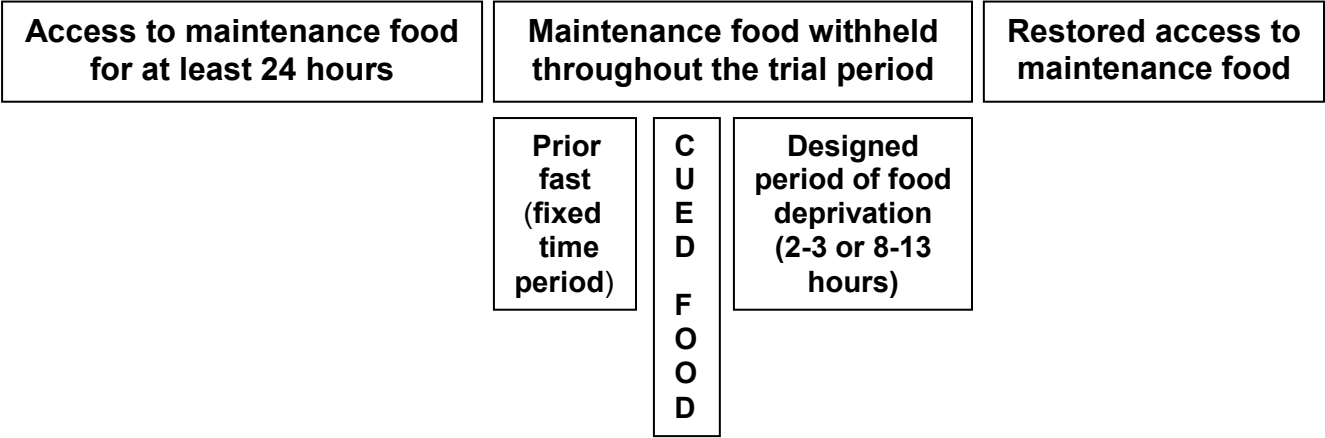 Access to maintenance food
for at least 24 hours
Maintenance food withheld
throughout the trial period
Restored access to
maintenance food
Prior
fast
(fixed
time
period)
C
U
E
D
F
O
O
D
Designed
period of food
deprivation
(2-3 or 8-13
hours)